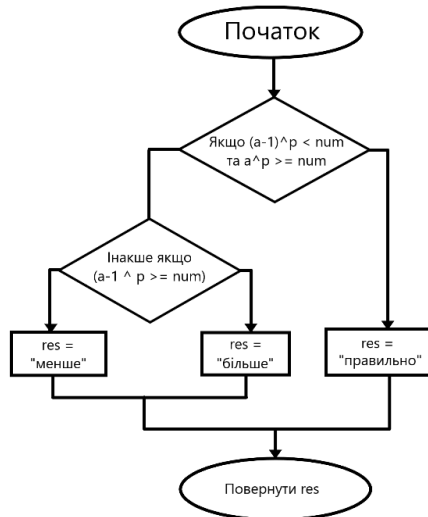 Початок
Якщо (a-1)^p < num
та a^p >= num
Інакше якщо
(a-1 ^ p >= num)
res =
"менше"
res =
"більше"
res =
"правильно"
Повернути res